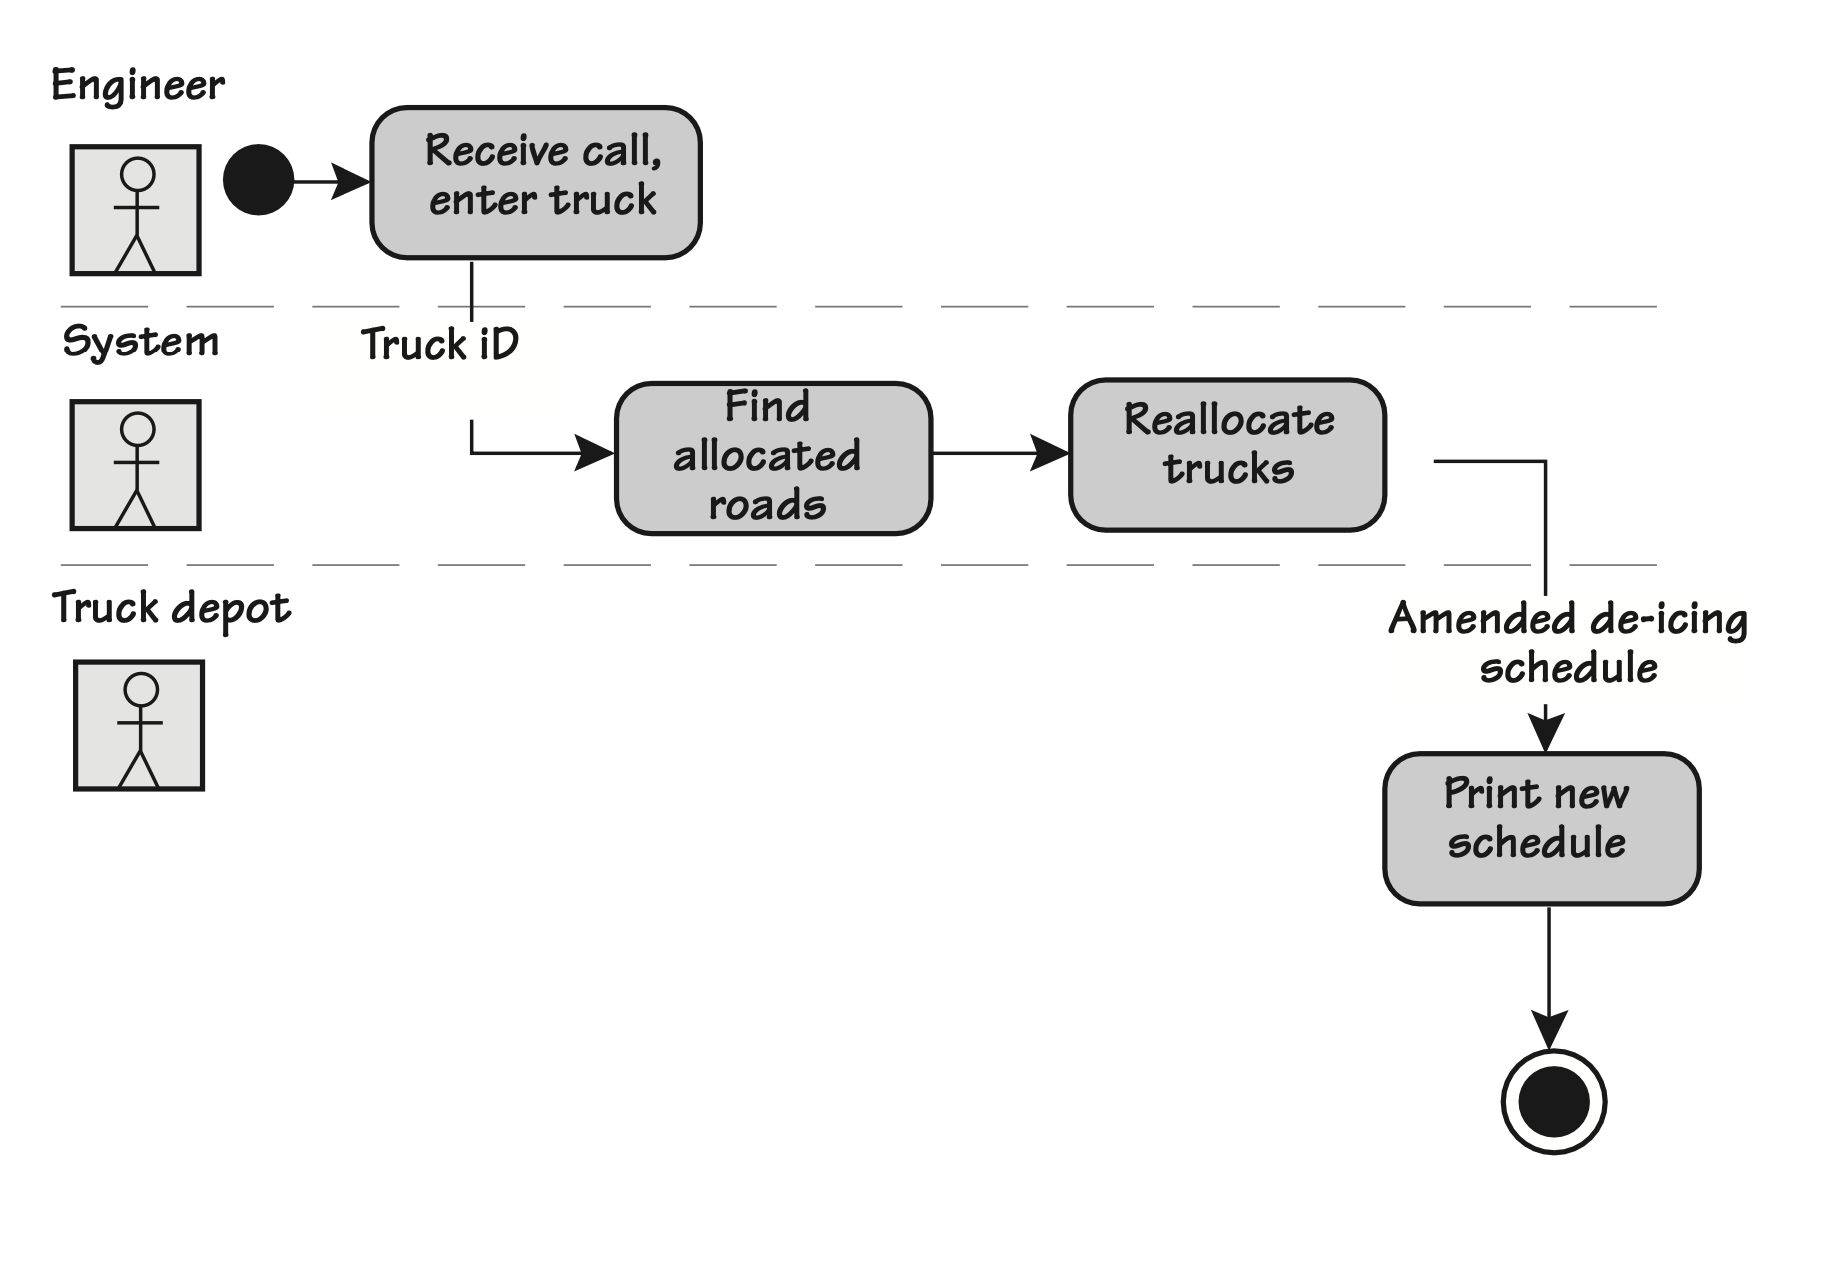 Engineer
Receive call,
enter truck
System
Truck iD
Find
allocated
roads
Reallocate
trucks
Truck depot
Amended de-icing
schedule
Print new
schedule